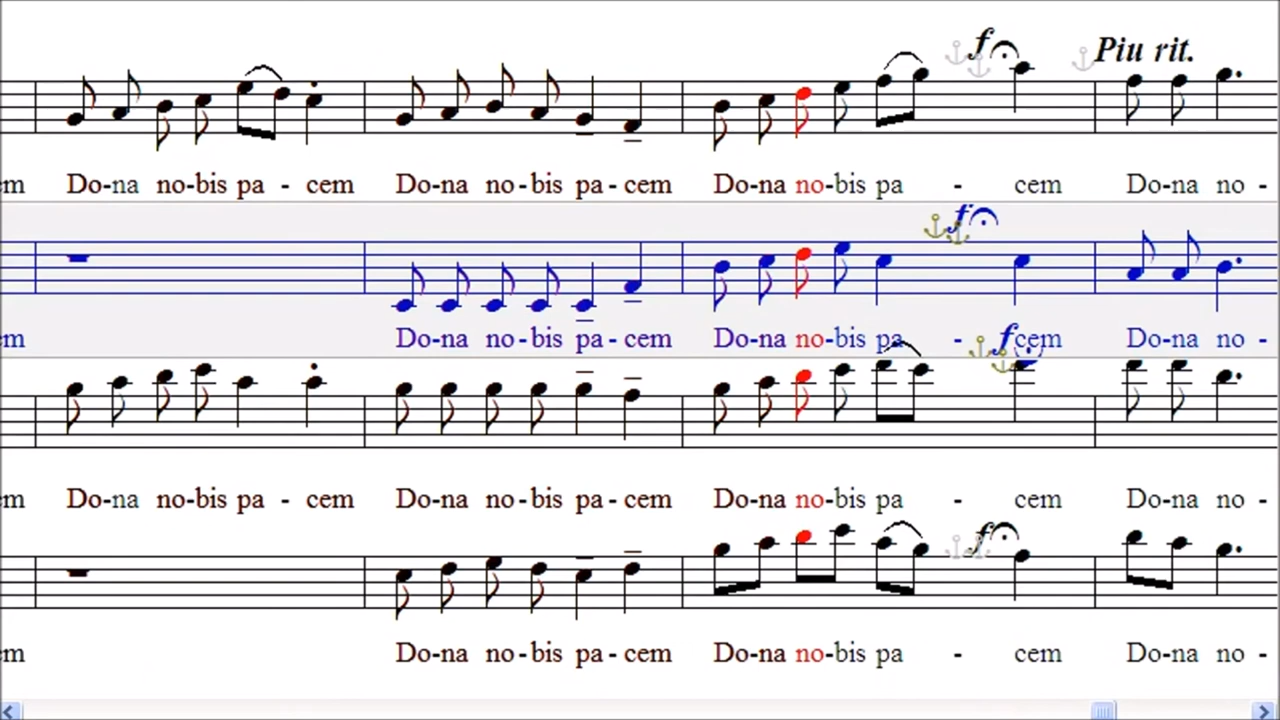 f Piu rit.
em Do-na no-bis pa - cem Do-na no-bis pa-cem Do-na no-bis pa - cem Do-na no-
f
em Do-na no-bis pa-cem Do-na no-bis pa - cem Do-na no-
f
em Do-na no-bis pa - cem Do-na no-bis pa-cem Do-na no-bis pa - cem Do-na no-
f
em Do-na no-bis pa-cem Do-na no-bis pa - cem Do-na no-